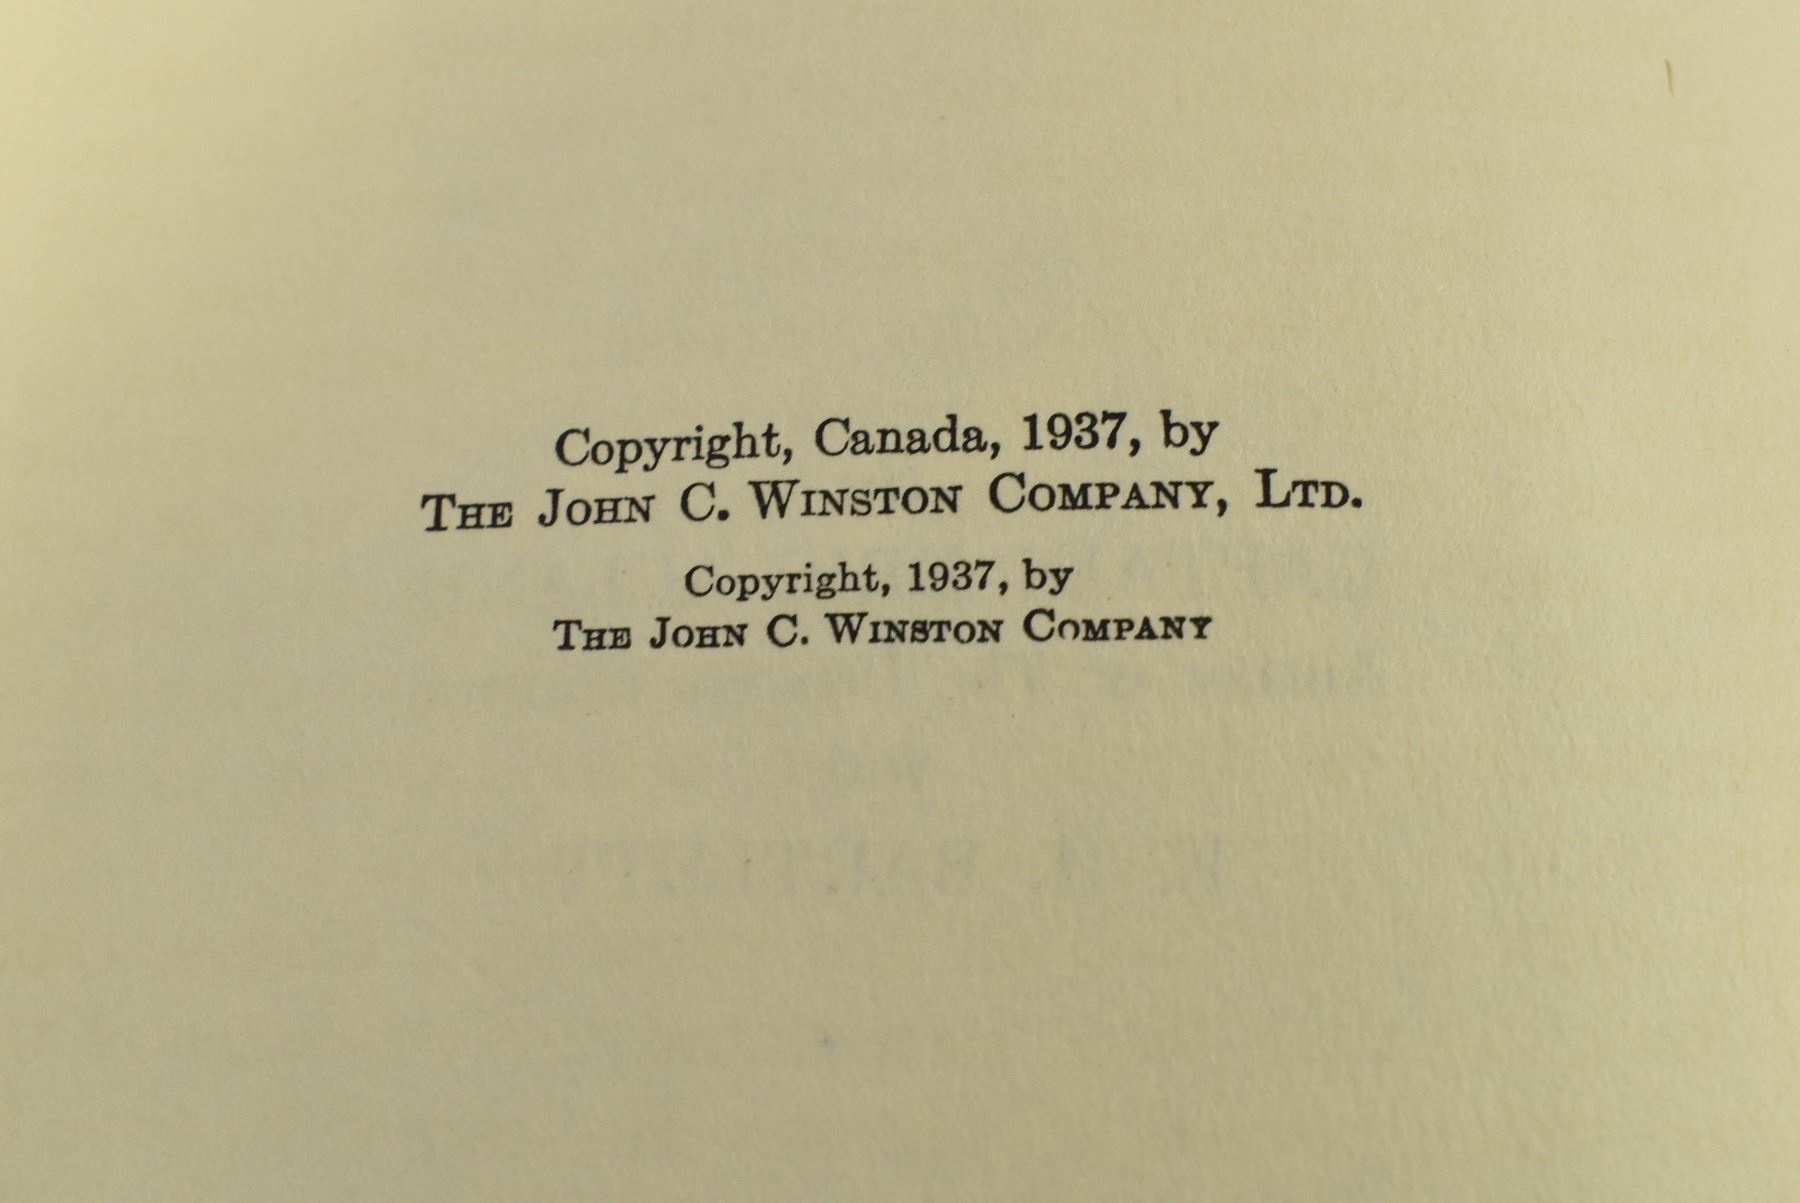 Copyright, Canada, 1937, by
THE JOHN C. WINSTON COMPANY, LTD.
Copyright, 1937, by
THE JOHN C. WINSTON COMPANY